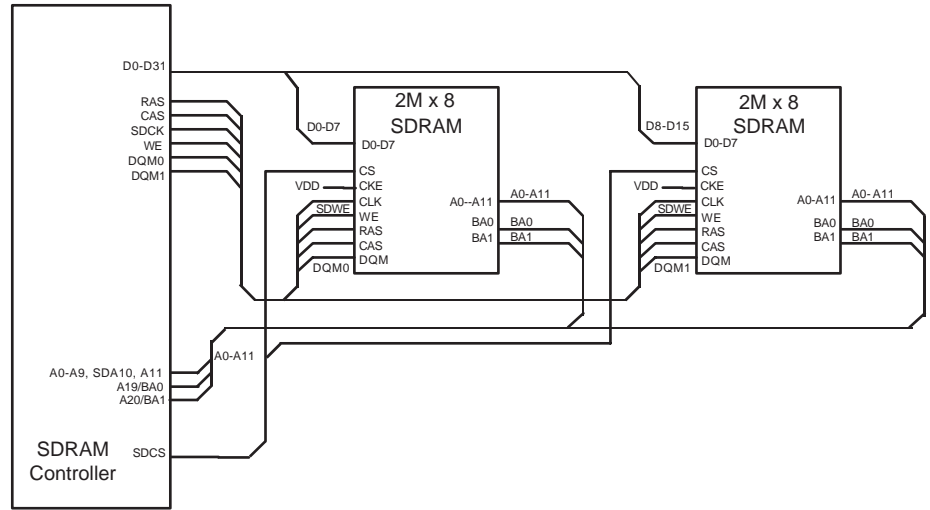 D0-D31
RAS
CAS
SDCK
WE
DQM0
DQM1
A0-A9, SDA10, A11
A19/BA0
A20/BA1
SDCS
SDRAM
Controller
A0-A11
2M x 8
SDRAM
D0-D7
D0-D7
CS
VDD
CKE
CLK
SDWE
WE
RAS
CAS
DQM0
DQM
A0--A11
A0-A11
BA0
BA0
BA1
BA1
2M x 8
SDRAM
D8-D15
D0-D7
CS
VDD
CKE
CLK
SDWE
WE
RAS
CAS
DQM1
DQM
A0-A11
A0- A11
BA0
BA0
BA1
BA1